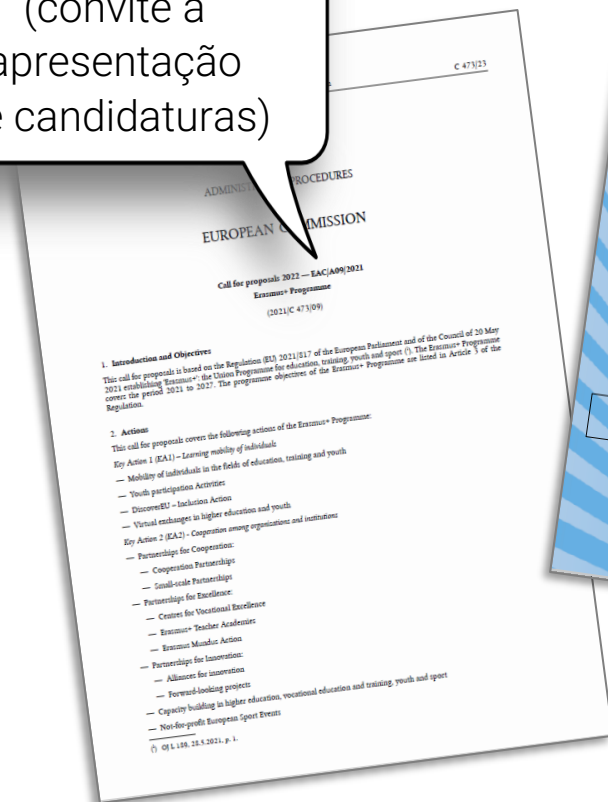 (convite à
apresentação
e candidaturas)
C 473/23
PROCEDURES
EUROPEAN
Call for proposals 2022 — EAC/A09/2021
Erasmus+ Programme
(2021/C 473/09)
1. Introduction and Objectives
This call for proposals is based on the Regulation (EU) 2021/817 of the European Parliament and of the Council of 20 May
2021 establishing 'Erasmus+': the Union Programme for education, training, youth and sport (¹). The Erasmus+ Programme
covers the period 2021 to 2027. The programme objectives of the Erasmus+ Programme are listed in Article 3 of the
Regulation.
2. Actions
This call for proposals covers the following actions of the Erasmus+ Programme:
Key Action 1 (KA1) – Learning mobility of individuals
— Mobility of individuals in the fields of education, training and youth
— Youth participation Activities
— DiscoverEU – Inclusion Action
— Virtual exchanges in higher education and youth
Key Action 2 (KA2) – Cooperation among organisations and institutions
— Partnerships for Cooperation:
— Cooperation Partnerships
— Small-scale Partnerships
— Partnerships for Excellence:
— Centres for Vocational Excellence
— Erasmus+ Teacher Academies
— Erasmus Mundus Action
— Partnerships for Innovation:
— Alliances for innovation
— Forward-looking projects
— Capacity building in higher education, vocational education and training, youth and sport
— Not-for-profit European Sport Events
(¹) OJ L 189, 28.5.2021, p. 1.